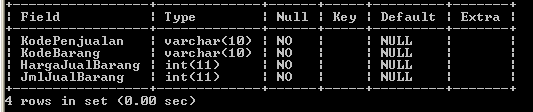 | Field | Type | Null | Key | Default | Extra |
| KodePenjualan | varchar(10) | NO | | NULL | |
| KodeBarang | varchar(10) | NO | | NULL | |
| HargaJualBarang | int(11) | NO | | NULL | |
| JmlJualBarang | int(11) | NO | | NULL | |
4 rows in set (0.00 sec)